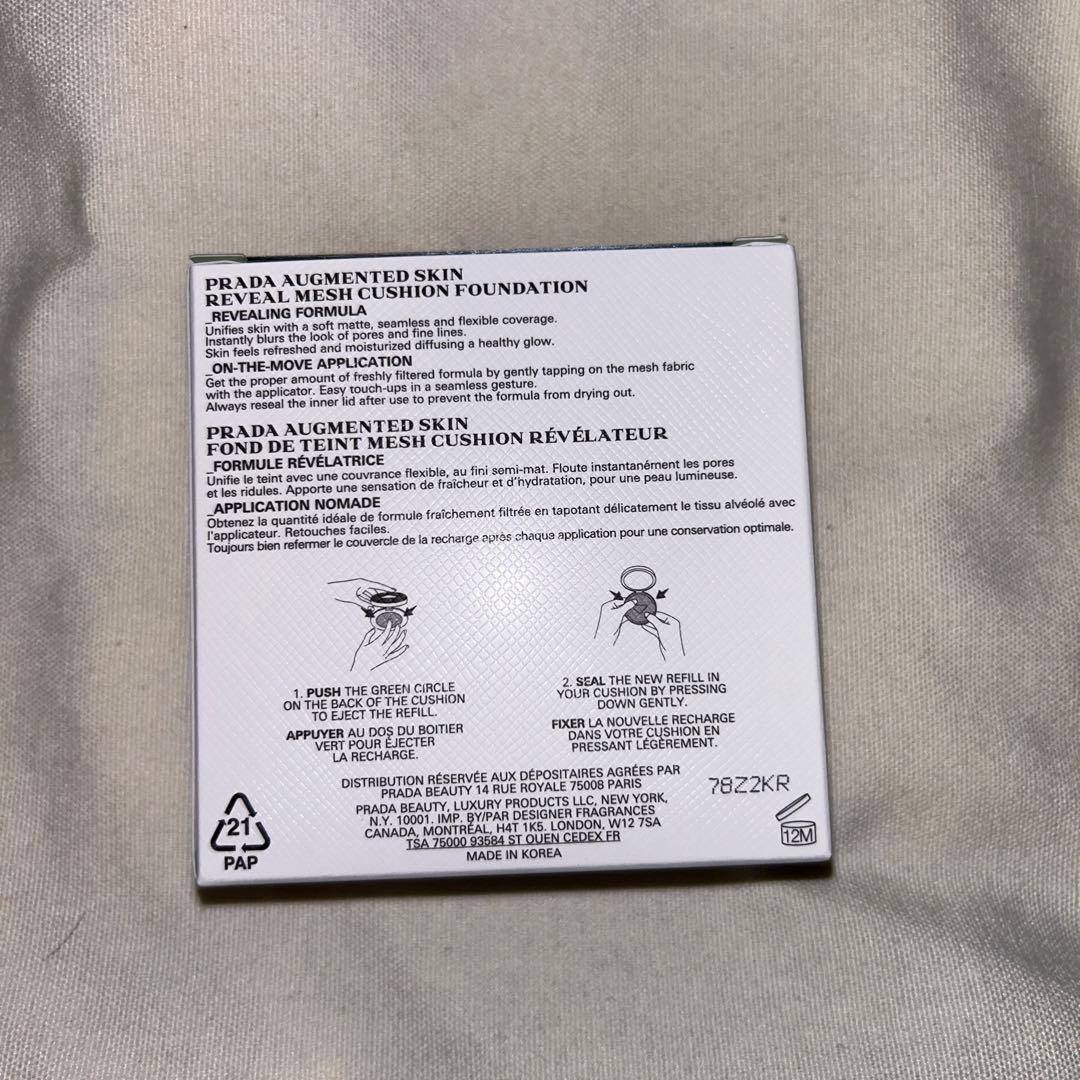 PRADA AUGMENTED SKIN
REVEAL MESH CUSHION FOUNDATION
_REVEALING FORMULA
Unifies skin with a soft matte, seamless and flexible coverage.
Instantly blurs the look of pores and fine lines.
Skin feels refreshed and moisturized diffusing a healthy glow.
_ON-THE-MOVE APPLICATION
Get the proper amount of freshly filtered formula by gently tapping on the mesh fabric
with the applicator. Easy touch-ups in a seamless gesture.
Always reseal the inner lid after use to prevent the formula from drying out.
PRADA AUGMENTED SKIN
FOND DE TEINT MESH CUSHION RÉVÉLATEUR
_FORMULE RÉVÉLATRICE
Unifie le teint avec une couvrance flexible, au fini semi-mat. Floute instantanément les pores
et les ridules. Apporte une sensation de fraîcheur et d'hydratation, pour une peau lumineuse.
_APPLICATION NOMADE
Obtenez la quantité idéale de formule fraîchement filtrée en tapotant délicatement le tissu alvéolé avec
l'applicateur. Retouches faciles.
Toujours bien refermer le couvercle de la recharge après chaque application pour une conservation optimale.
1. PUSH THE GREEN CIRCLE
ON THE BACK OF THE CUSHION
TO EJECT THE REFILL.
APPUYER AU DOS DU BOITIER
VERT POUR ÉJECTER
LA RECHARGE.
2. SEAL THE NEW REFILL IN
YOUR CUSHION BY PRESSING
DOWN GENTLY.
FIXER LA NOUVELLE RECHARGE
DANS VOTRE CUSHION EN
PRESSANT LÉGÈREMENT.
DISTRIBUTION RÉSERVÉE AUX DÉPOSITAIRES AGRÉES PAR
PRADA BEAUTY 14 RUE ROYALE 75008 PARIS
PRADA BEAUTY, LUXURY PRODUCTS LLC, NEW YORK,
N.Y. 10001. IMP. BY/PAR DESIGNER FRAGRANCES
CANADA, MONTRÉAL, H4T 1K5. LONDON, W12 7SA
TSA 75000 93584 ST OUEN CEDEX FR
MADE IN KOREA
78Z2KR
12M
21
PAP